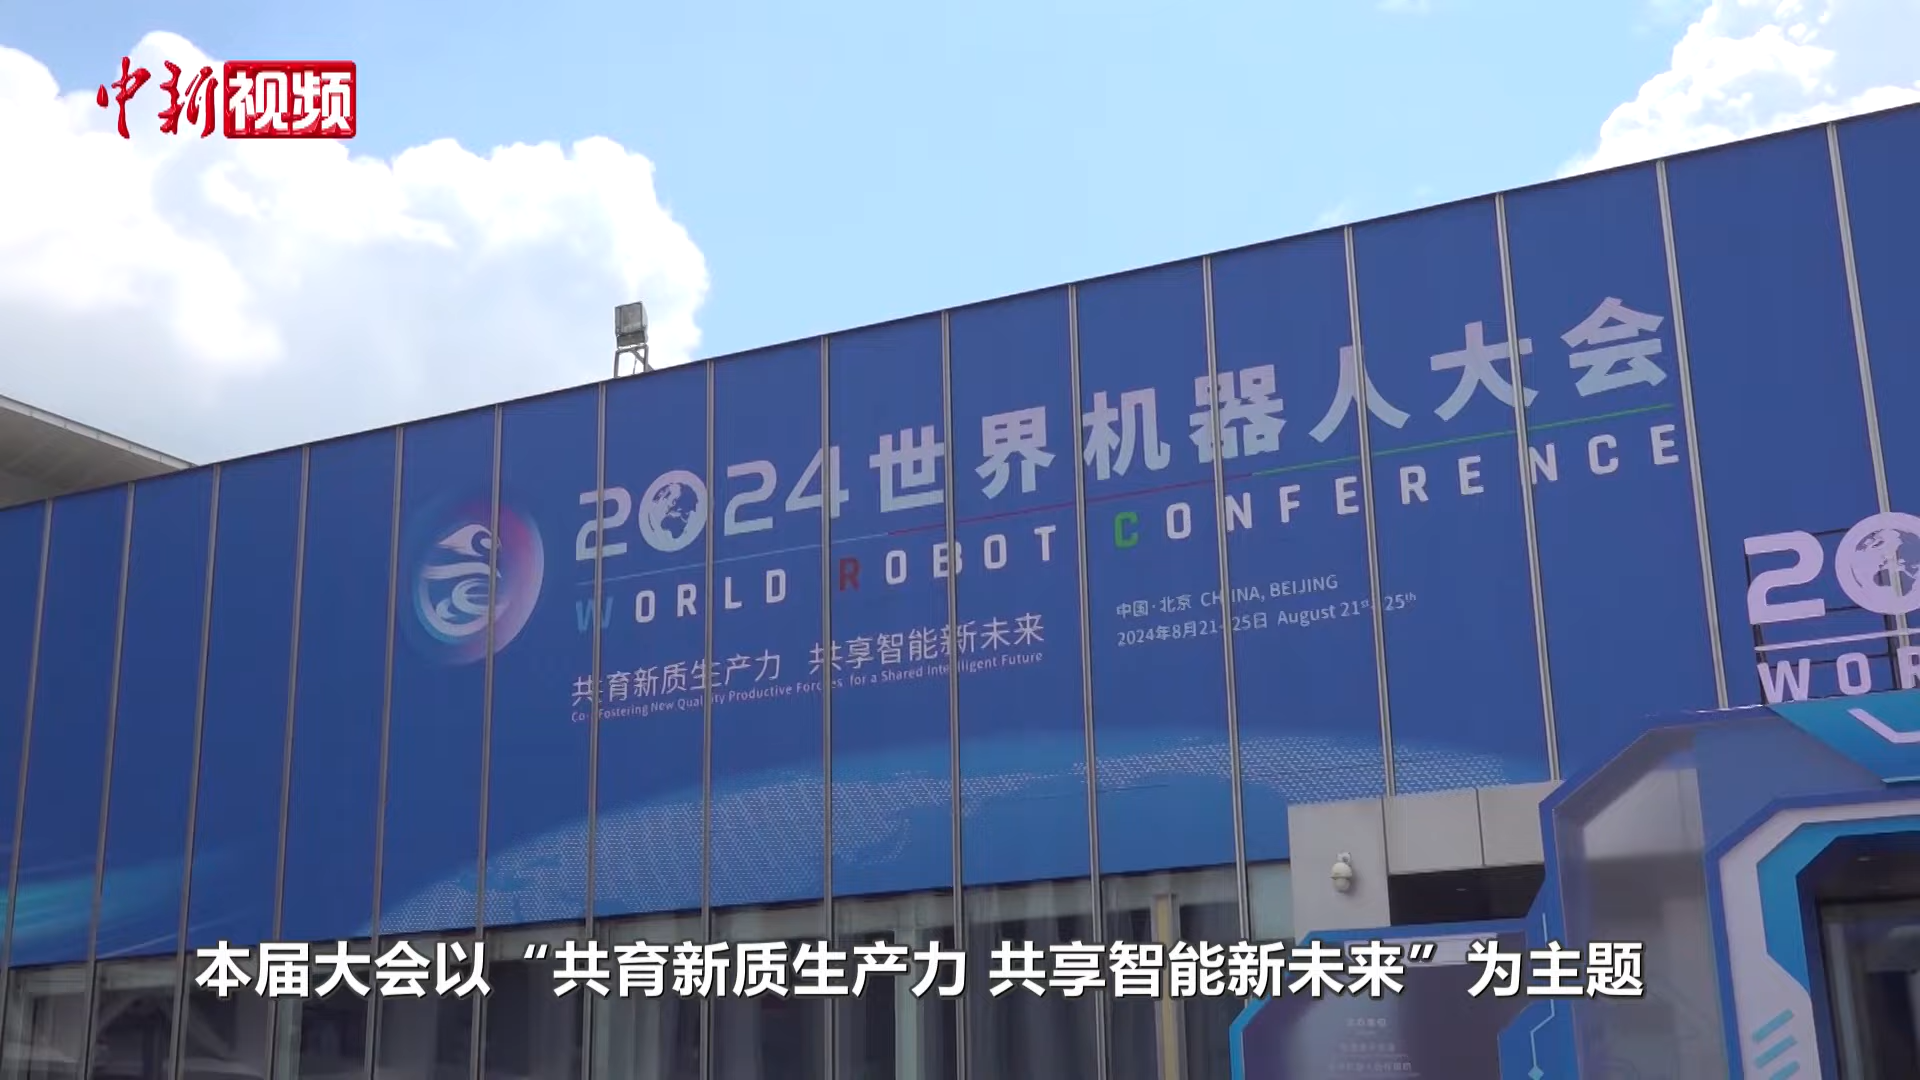 中新视频
2024世界机器人大会
WORLD ROBOT CONFERENCE
中国·北京 CHINA, BEIJING
2024年8月21-25日 August 21st-25th
共育新质生产力 共享智能新未来
Co-Fostering New Quality Productive Forces for a Shared Intelligent Future
20
WOR
本届大会以“共育新质生产力 共享智能新未来”为主题